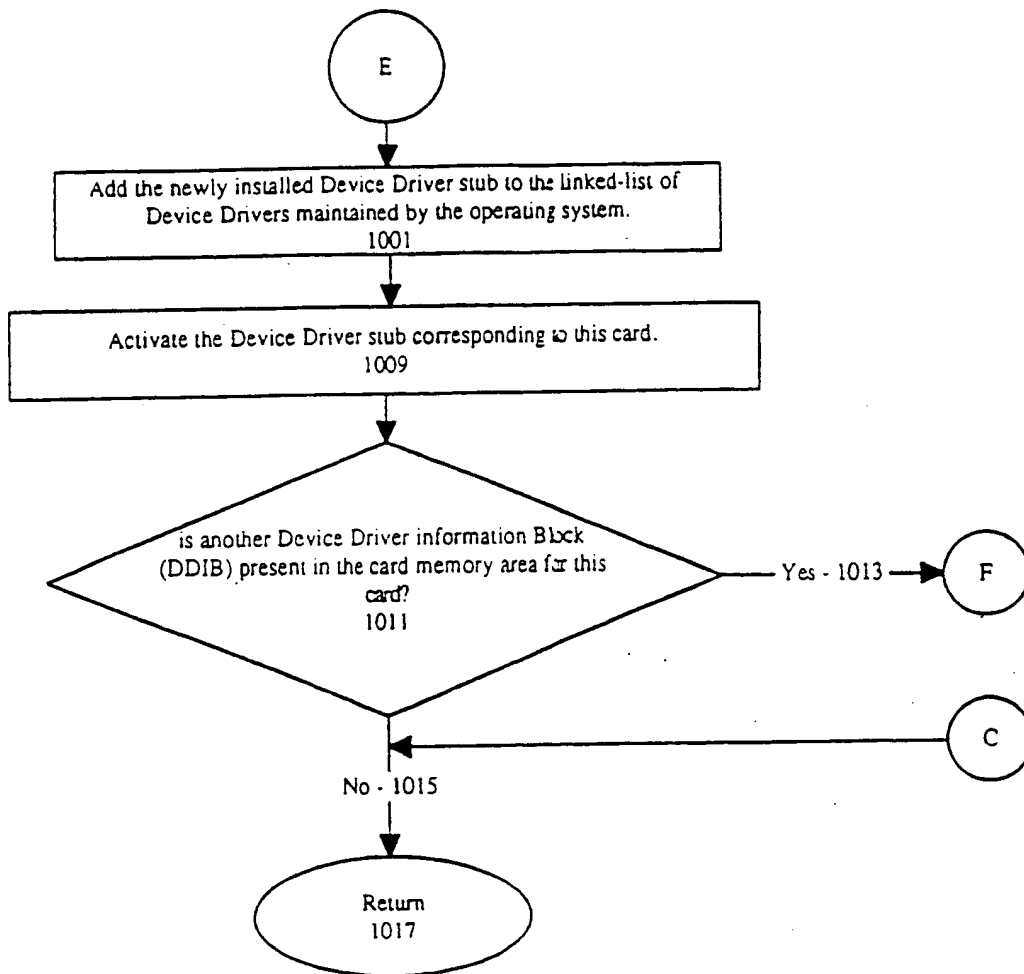 E
Add the newly installed Device Driver stub to the linked-list of
Device Drivers maintained by the operating system.
1001
Activate the Device Driver stub corresponding to this card.
1009
is another Device Driver information Block
(DDIB) present in the card memory area for this
card?
1011
Yes - 1013
F
C
No - 1015
Return
1017